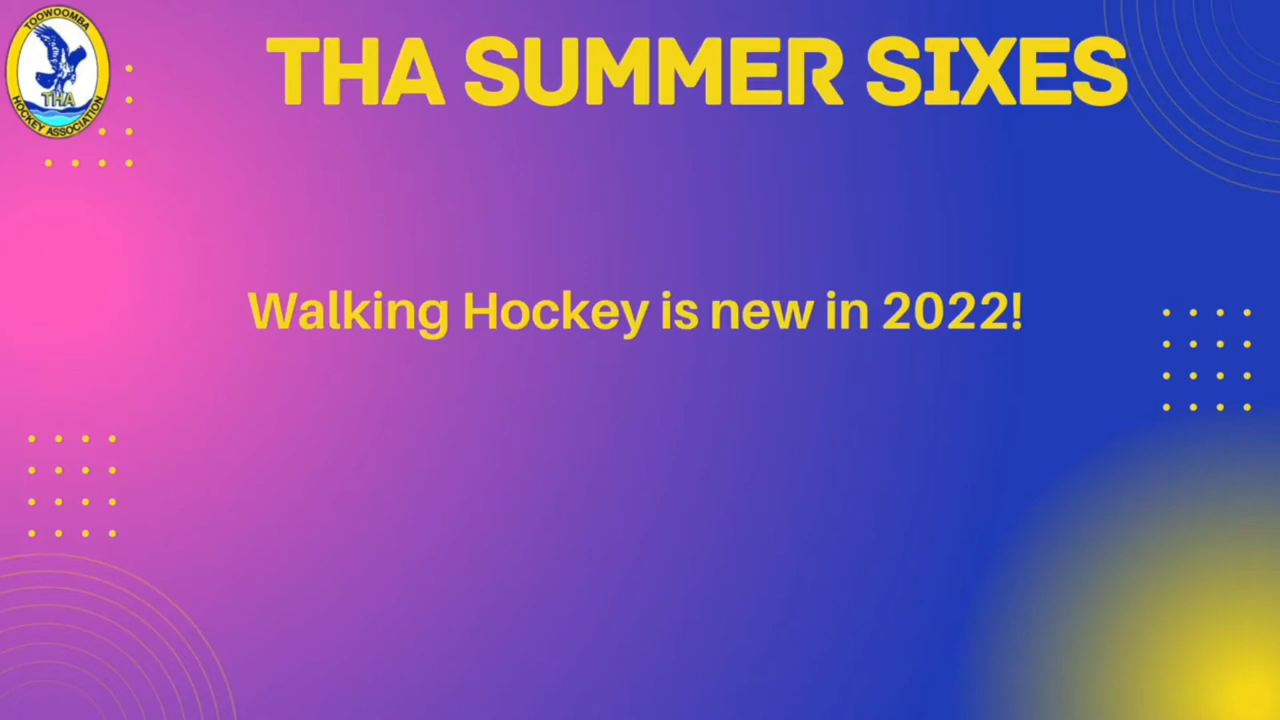 TOOWOOMBA
THA
HOCKEY ASSOCIATION
THA SUMMER SIXES
Walking Hockey is new in 2022!